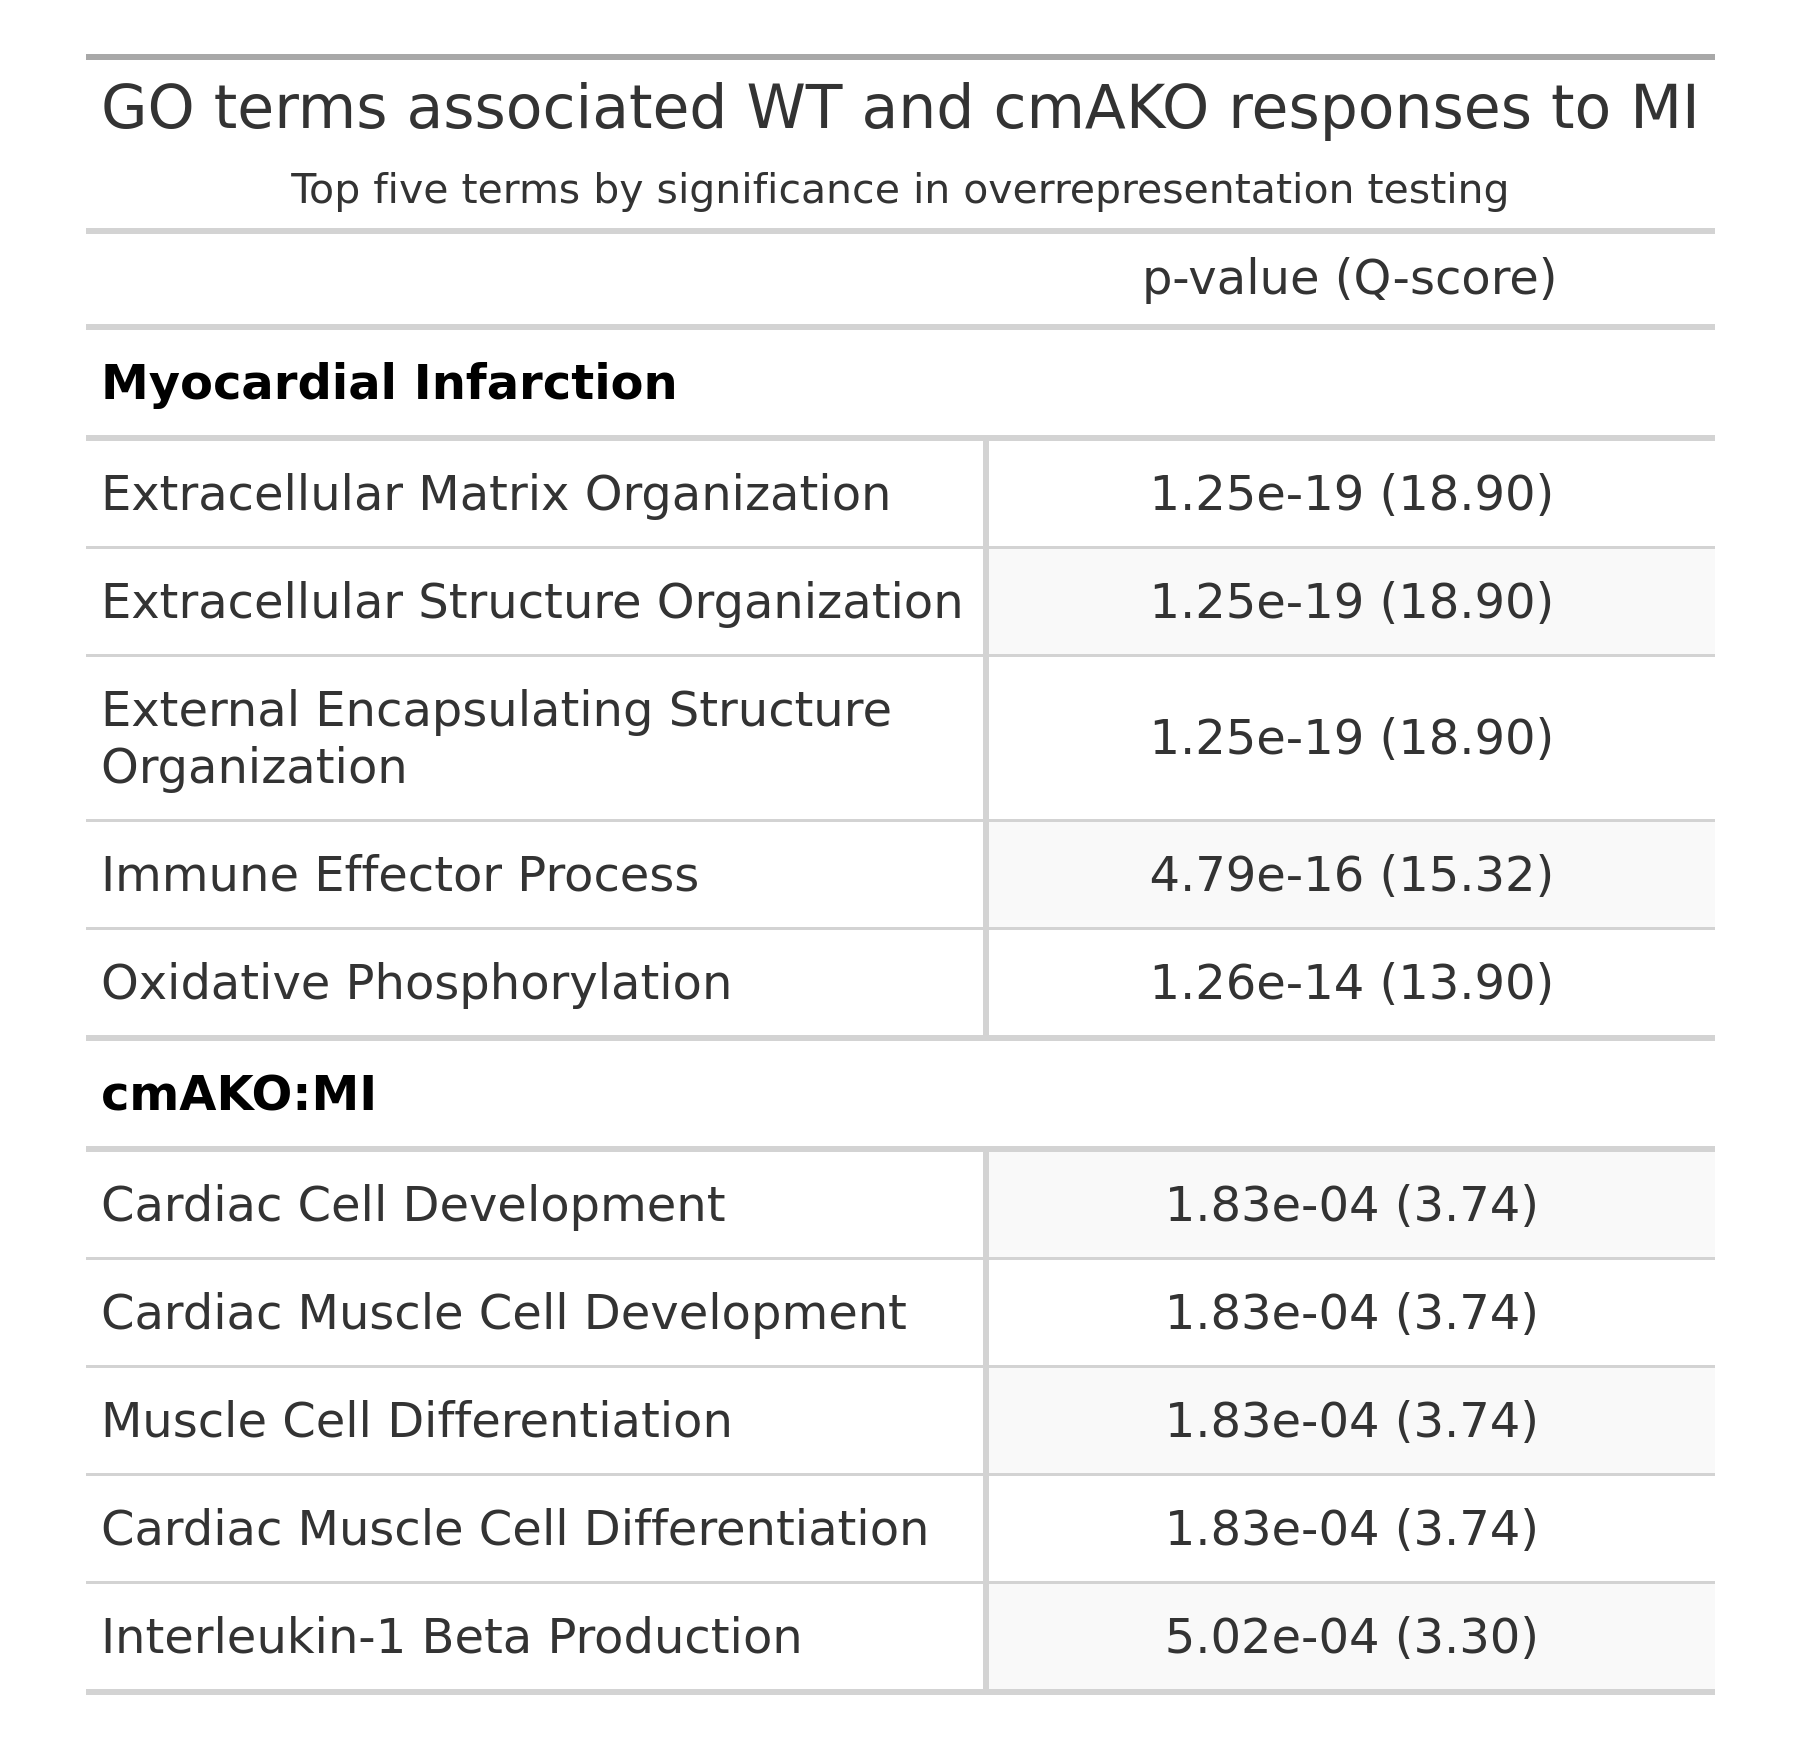 GO terms associated WT and cmAKO responses to MI
Top five terms by significance in overrepresentation testing
p-value (Q-score)
Myocardial Infarction
Extracellular Matrix Organization 1.25e-19 (18.90)
Extracellular Structure Organization 1.25e-19 (18.90)
External Encapsulating Structure
Organization 1.25e-19 (18.90)
Immune Effector Process 4.79e-16 (15.32)
Oxidative Phosphorylation 1.26e-14 (13.90)
cmAKO:MI
Cardiac Cell Development 1.83e-04 (3.74)
Cardiac Muscle Cell Development 1.83e-04 (3.74)
Muscle Cell Differentiation 1.83e-04 (3.74)
Cardiac Muscle Cell Differentiation 1.83e-04 (3.74)
Interleukin-1 Beta Production 5.02e-04 (3.30)